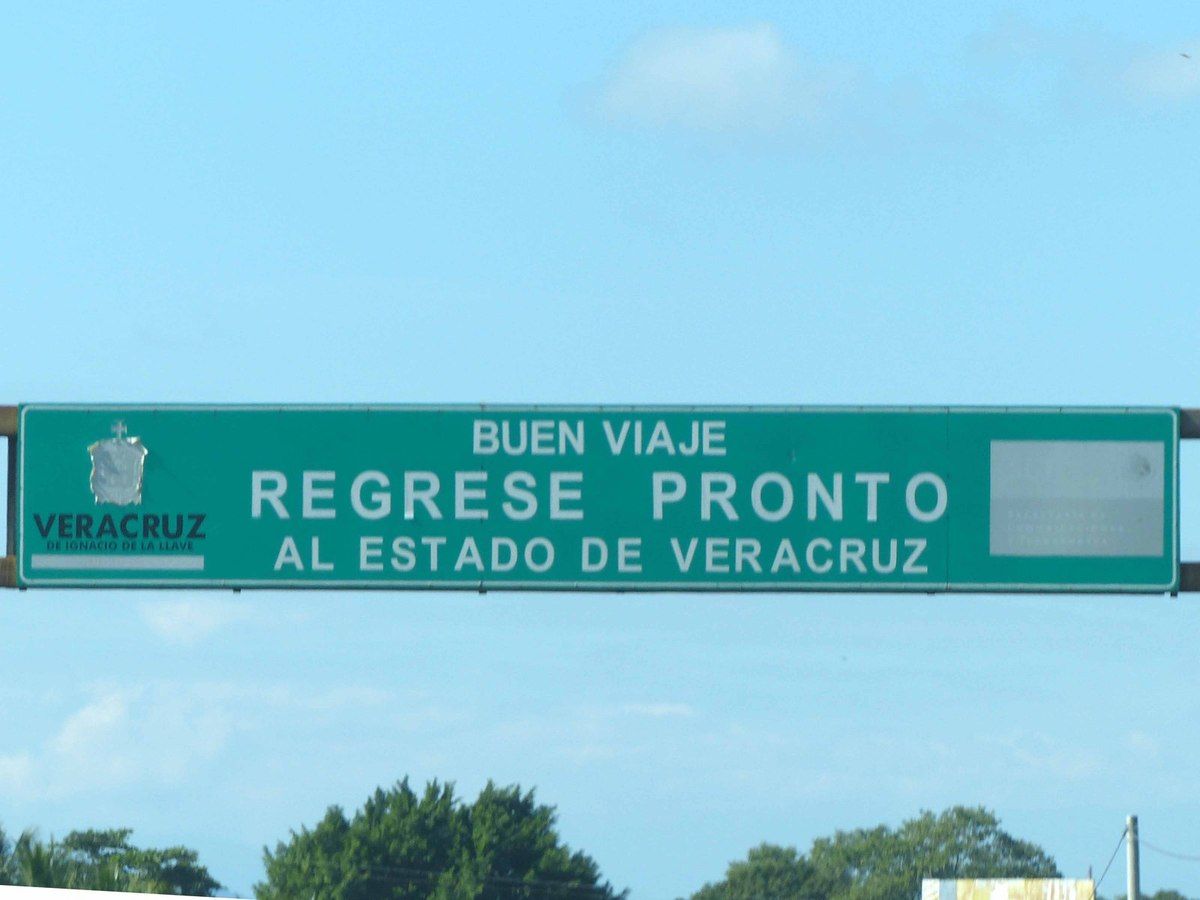 BUEN VIAJE
REGRESE PRONTO
AL ESTADO DE VERACRUZ
VERACRUZ
DE IGNACIO DE LA LLAVE